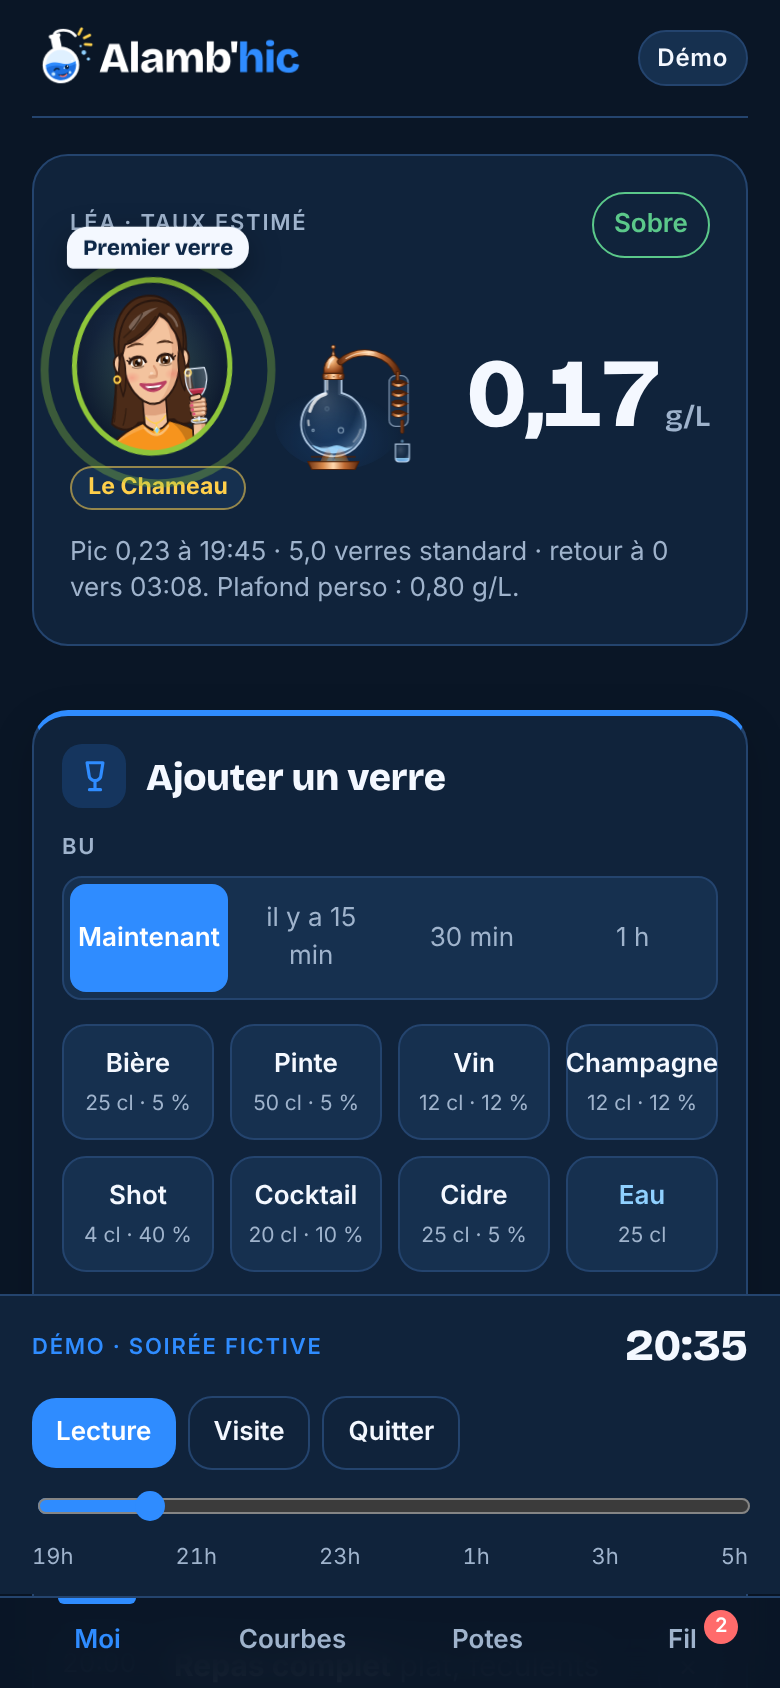 Alamb'hic
Démo
LÉA · TAUX ESTIMÉ
Sobre
Premier verre
0,17 g/L
Le Chameau
Pic 0,23 à 19:45 · 5,0 verres standard · retour à 0
vers 03:08. Plafond perso : 0,80 g/L.
Ajouter un verre
BU
Maintenant
il y a 15
min
30 min
1 h
Bière
25 cl · 5 %
Pinte
50 cl · 5 %
Vin
12 cl · 12 %
Champagne
12 cl · 12 %
Shot
4 cl · 40 %
Cocktail
20 cl · 10 %
Cidre
25 cl · 5 %
Eau
25 cl
DÉMO · SOIRÉE FICTIVE
20:35
Lecture
Visite
Quitter
19h 21h 23h 1h 3h 5h
Moi
Courbes
Potes
Fil
2
Repas complet